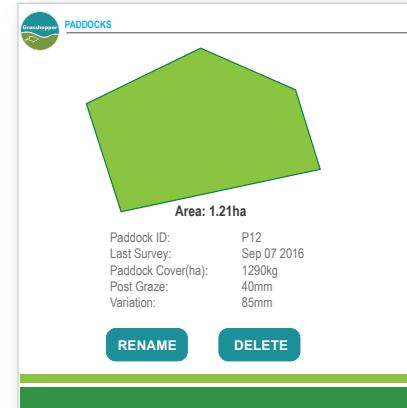 Grasshopper
PADDOCKS
Area: 1.21ha
Paddock ID: P12
Last Survey: Sep 07 2016
Paddock Cover(ha): 1290kg
Post Graze: 40mm
Variation: 85mm
RENAME DELETE